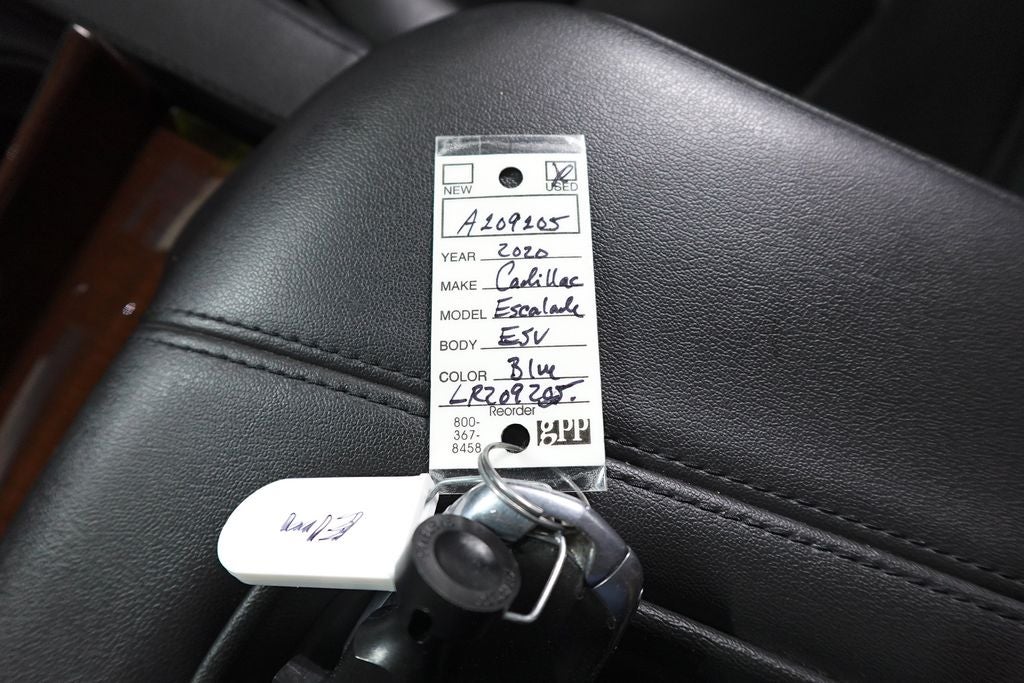 NEW USED
A209205
YEAR 2020
MAKE Cadillac
MODEL Escalade
BODY ESV
COLOR Blue
LR209205.
Reorder
800-
367-
8458
gpp